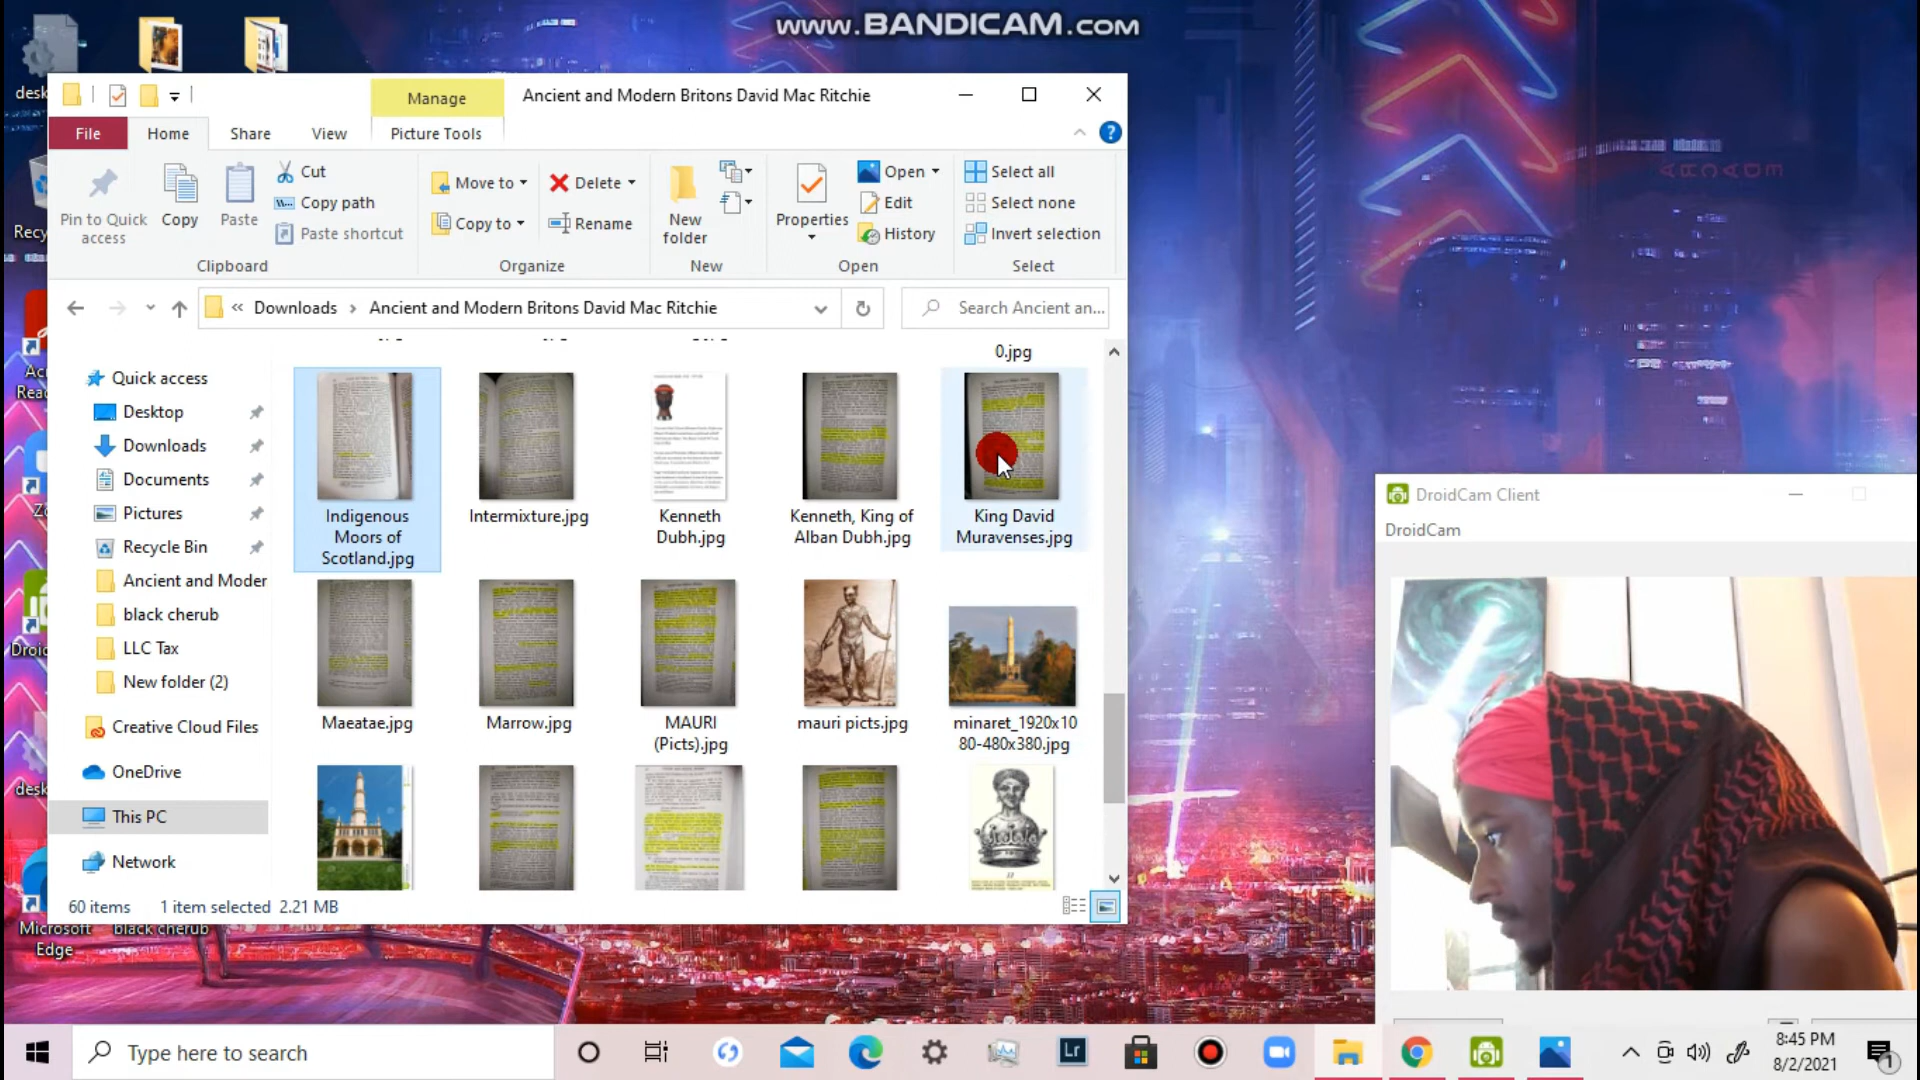 www.BANDICAM.com
Manage
Ancient and Modern Britons David Mac Ritchie
File
Home
Share
View
Picture Tools
Pin to Quick access
Copy
Paste
Cut
Copy path
Paste shortcut
Clipboard
Move to
Copy to
Delete
Rename
Organize
New folder
New
Properties
Open
Edit
History
Open
Select all
Select none
Invert selection
Select
« Downloads > Ancient and Modern Britons David Mac Ritchie
Search Ancient an...
0.jpg
Quick access
Desktop
Downloads
Documents
Pictures
Recycle Bin
Ancient and Moder
black cherub
LLC Tax
New folder (2)
Creative Cloud Files
OneDrive
This PC
Network
Indigenous
Moors of
Scotland.jpg
Intermixture.jpg
Kenneth
Dubh.jpg
Kenneth, King of
Alban Dubh.jpg
King David
Muravenses.jpg
Maeatae.jpg
Marrow.jpg
MAURI
(Picts).jpg
mauri picts.jpg
minaret_1920x10
80-480x380.jpg
60 items
1 item selected 2.21 MB
Microsoft
Edge
black cherub
DroidCam Client
DroidCam
Type here to search
Lr
8:45 PM
8/2/2021
1